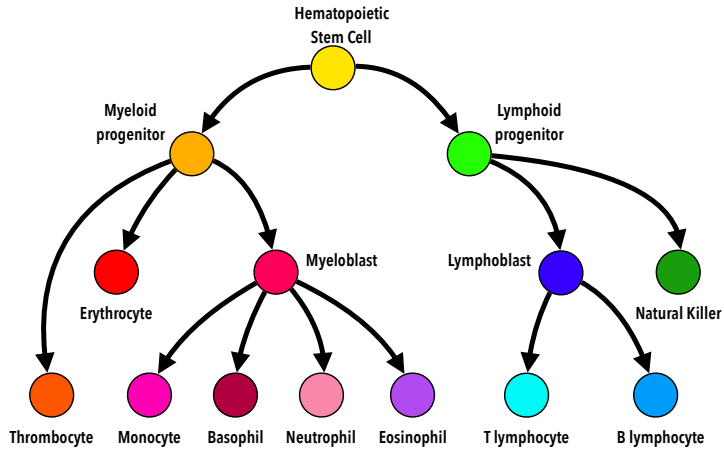 Hematopoietic
Stem Cell
Myeloid
progenitor
Lymphoid
progenitor
Myeloblast
Lymphoblast
Erythrocyte
Natural Killer
Thrombocyte
Monocyte
Basophil
Neutrophil
Eosinophil
T lymphocyte
B lymphocyte